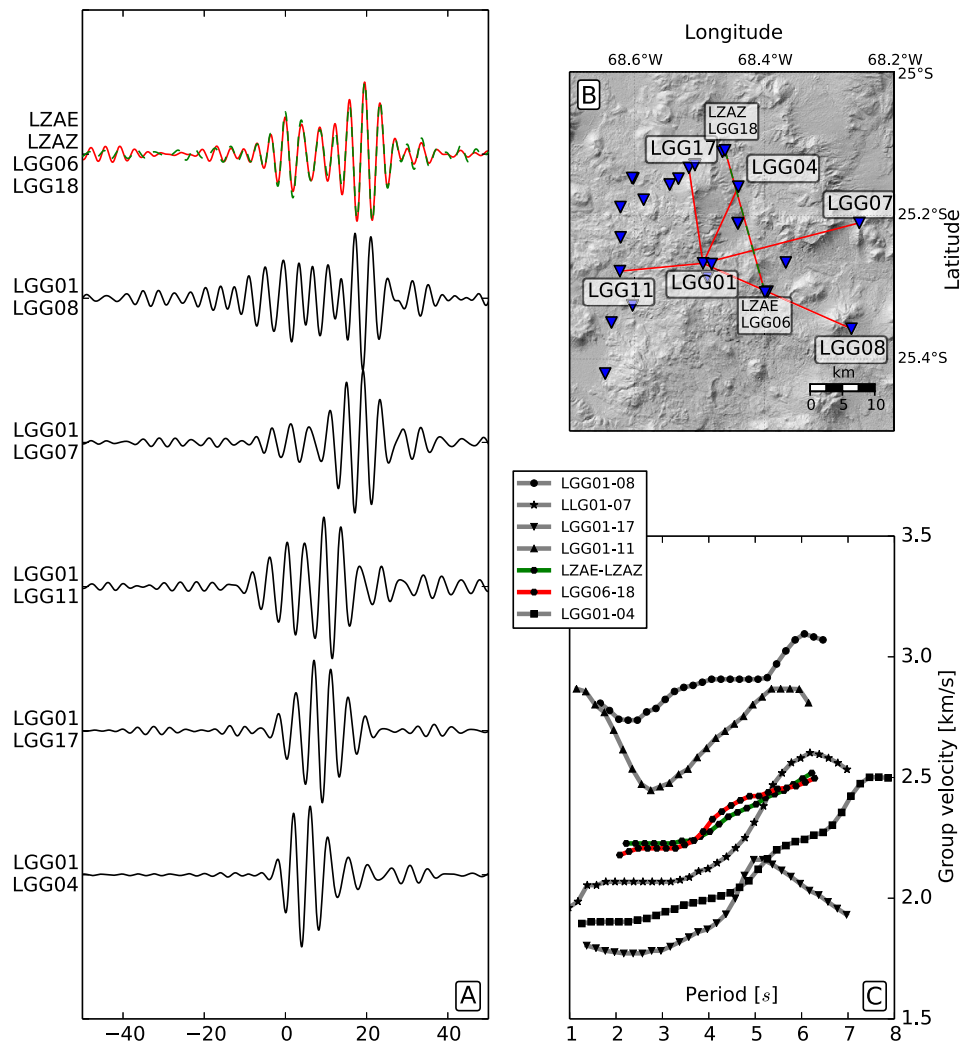 LZAE
LZAZ
LGG06
LGG18
LGG01
LGG08
LGG01
LGG07
LGG01
LGG11
LGG01
LGG17
LGG01
LGG04
A
−40 −20 0 20 40
Longitude
68.6°W 68.4°W 68.2°W
25°S
25.2°S
25.4°S
Latitude
B
LZAZ
LGG18
LGG17
LGG04
LGG07
LGG11
LGG01
LZAE
LGG06
LGG08
km
0 5 10
LGG01-08
LLG01-07
LGG01-17
LGG01-11
LZAE-LZAZ
LGG06-18
LGG01-04
3.5
3.0
2.5
2.0
1.5
Group velocity [km/s]
Period [s]
C
1 2 3 4 5 6 7 8